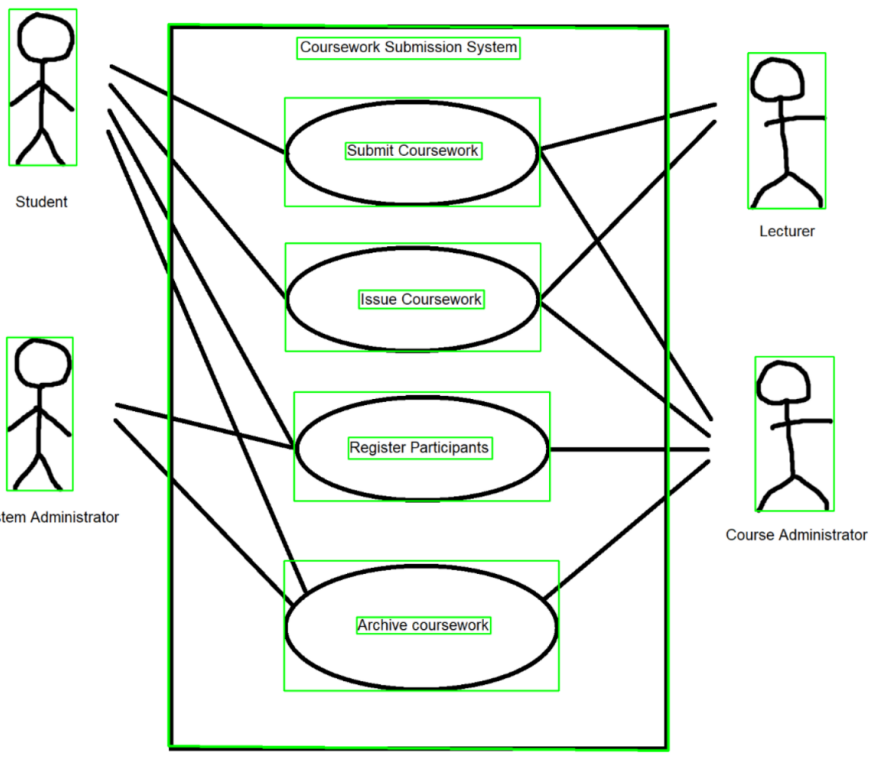 Coursework Submission System
Submit Coursework
Student
Lecturer
Issue Coursework
Register Participants
tem Administrator
Course Administrator
Archive coursework